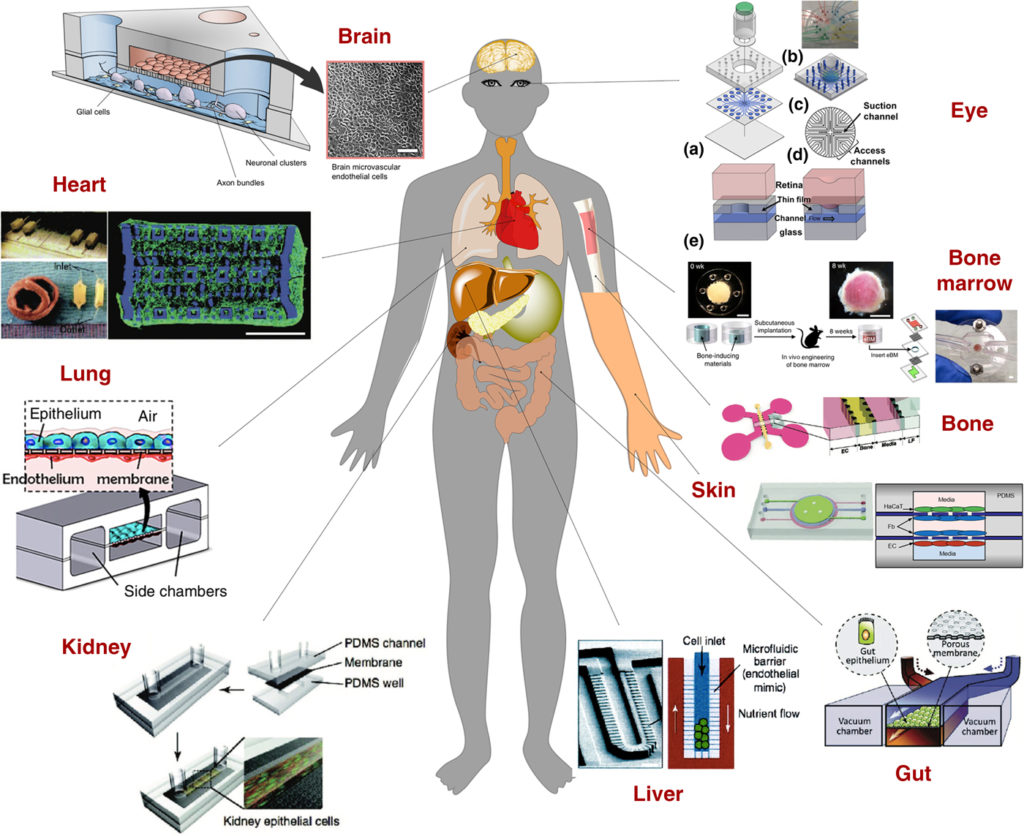 Brain
Glial cells
Neuronal clusters
Axon bundles
Brain microvascular
endothelial cells
Heart
Inlet
Outlet
Lung
Epithelium
Air
Endothelium
membrane
Side chambers
Kidney
PDMS channel
Membrane
PDMS well
Kidney epithelial cells
Eye
(b)
(c)
Suction
channel
Access
channels
(a)
(d)
Retina
Thin film
Channel
Flow
glass
(e)
Bone
marrow
0 wk
8 wk
Subcutaneous
implantation
8 weeks
eBM
Bone-inducing
materials
In vivo engineering
of bone marrow
Insert eBM
Bone
EC
Bone
Media
LP
Skin
Media
PDMS
HaCaT
Fb
EC
Media
Liver
Cell inlet
Microfluidic
barrier
(endothelial
mimic)
Nutrient flow
Gut
Gut
epithelium
Porous
membrane
Vacuum
chamber
Vacuum
chamber